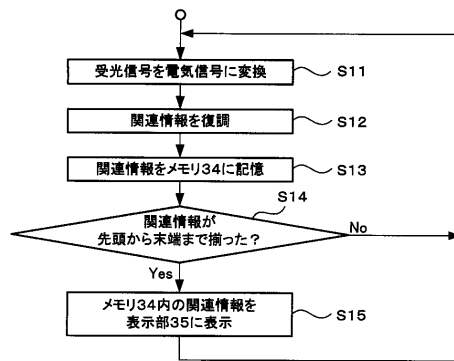 受光信号を電気信号に変換
S11
関連情報を復調
S12
関連情報をメモリ34に記憶
S13
S14
関連情報が
先頭から末端まで揃った？
No
Yes
メモリ34内の関連情報を
表示部35に表示
S15